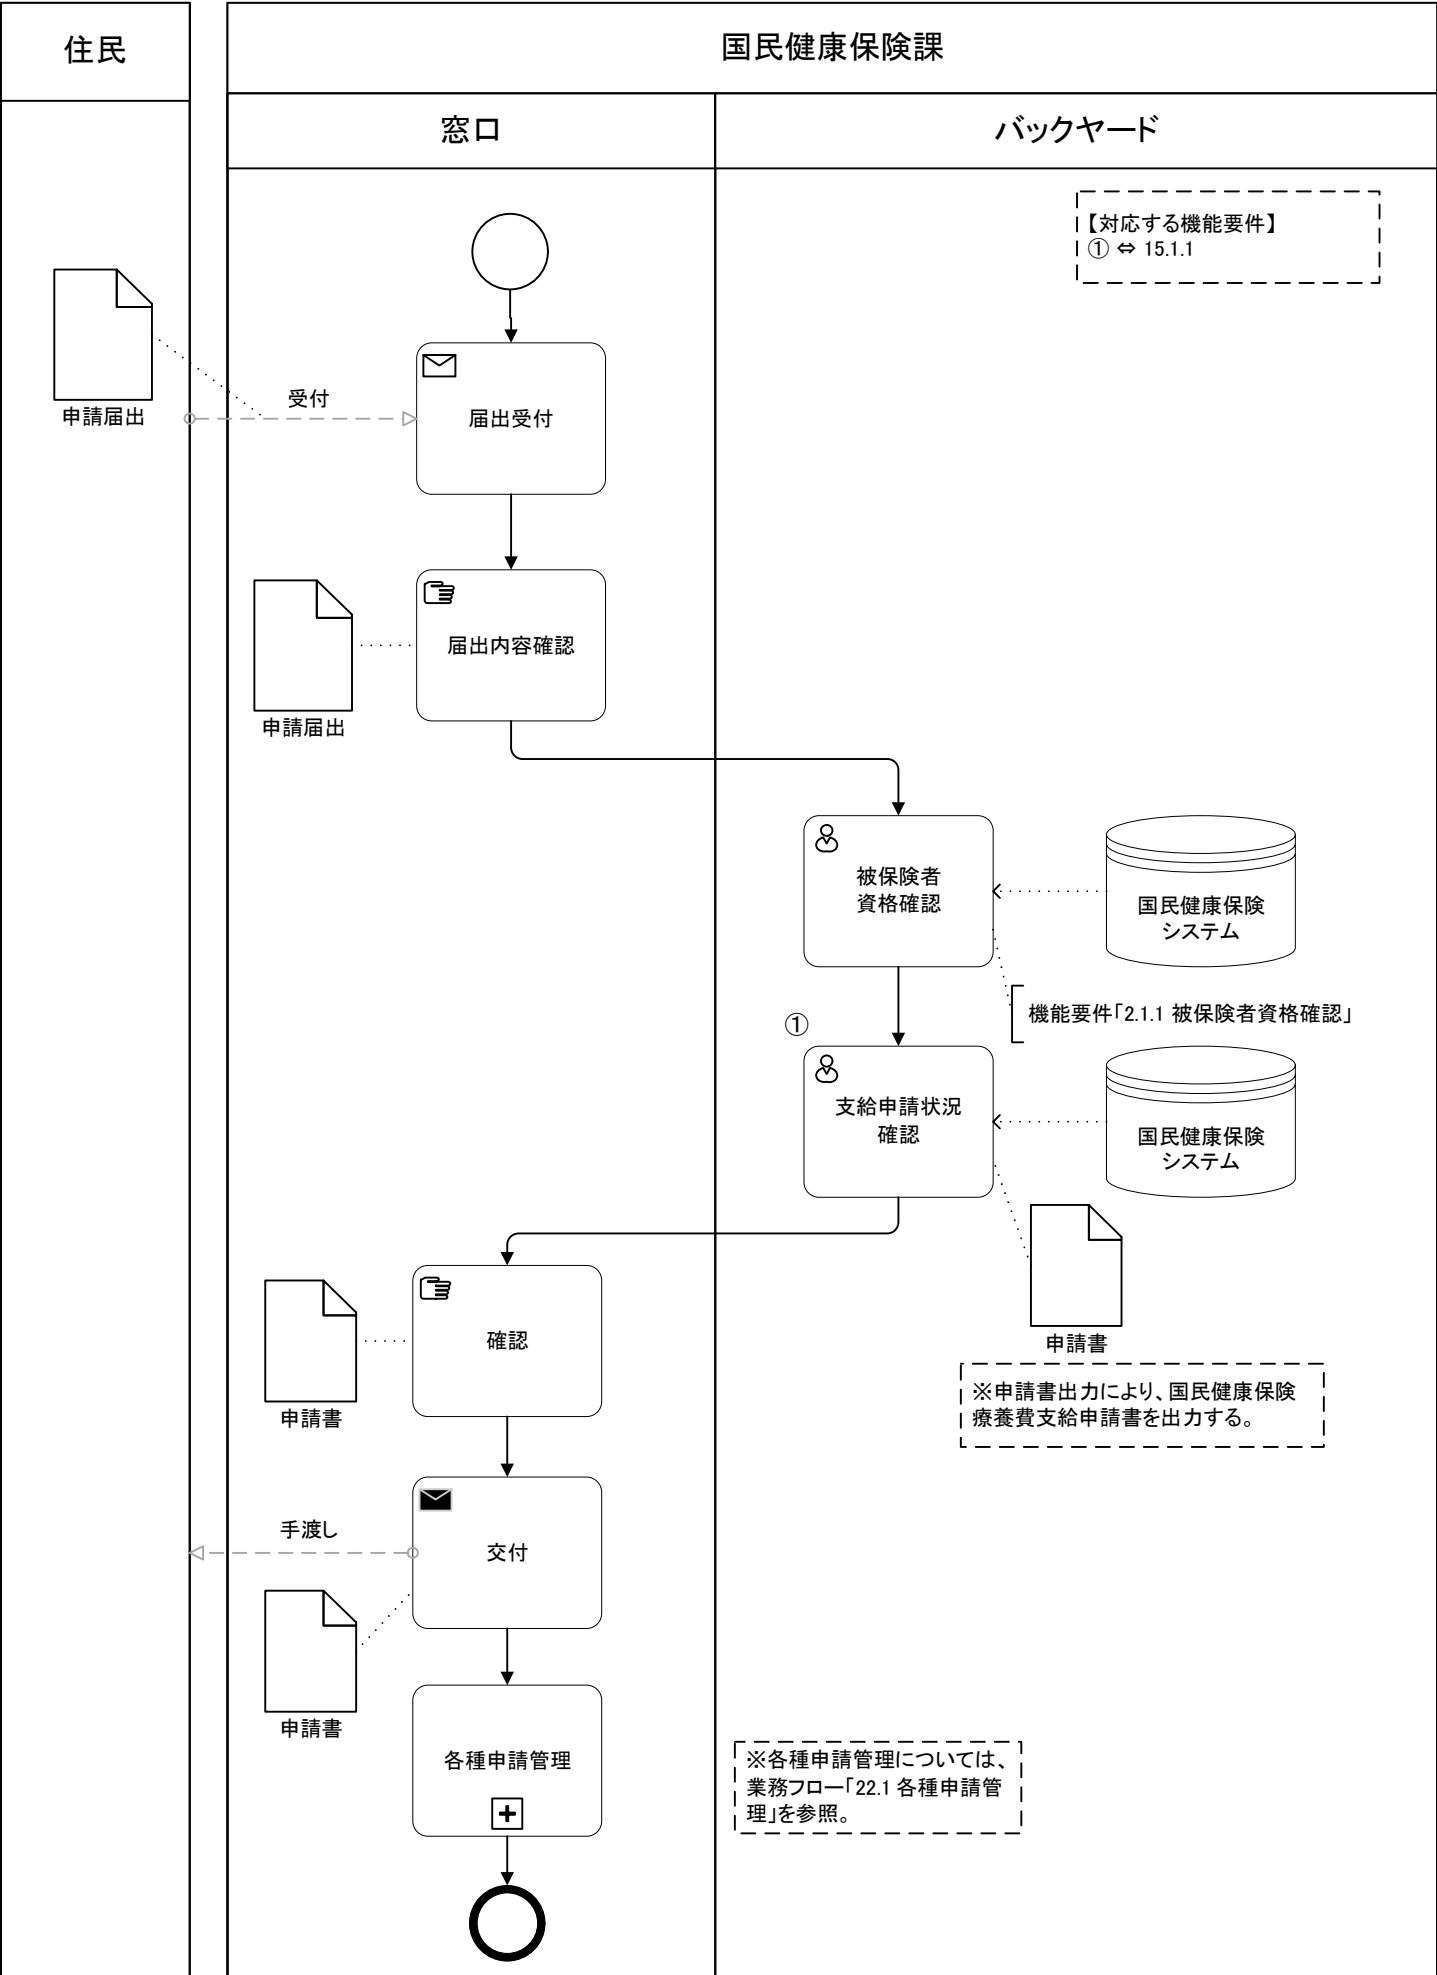 住民
国民健康保険課
窓口
バックヤード
【対応する機能要件】
① ⇔ 15.1.1
申請届出
受付
届出受付
届出内容確認
申請届出
被保険者
資格確認
国民健康保険
システム
機能要件「2.1.1 被保険者資格確認」
①
支給申請状況
確認
国民健康保険
システム
申請書
※申請書出力により、国民健康保険
療養費支給申請書を出力する。
確認
申請書
手渡し
交付
申請書
各種申請管理
※各種申請管理については、
業務フロー「22.1 各種申請管
理」を参照。